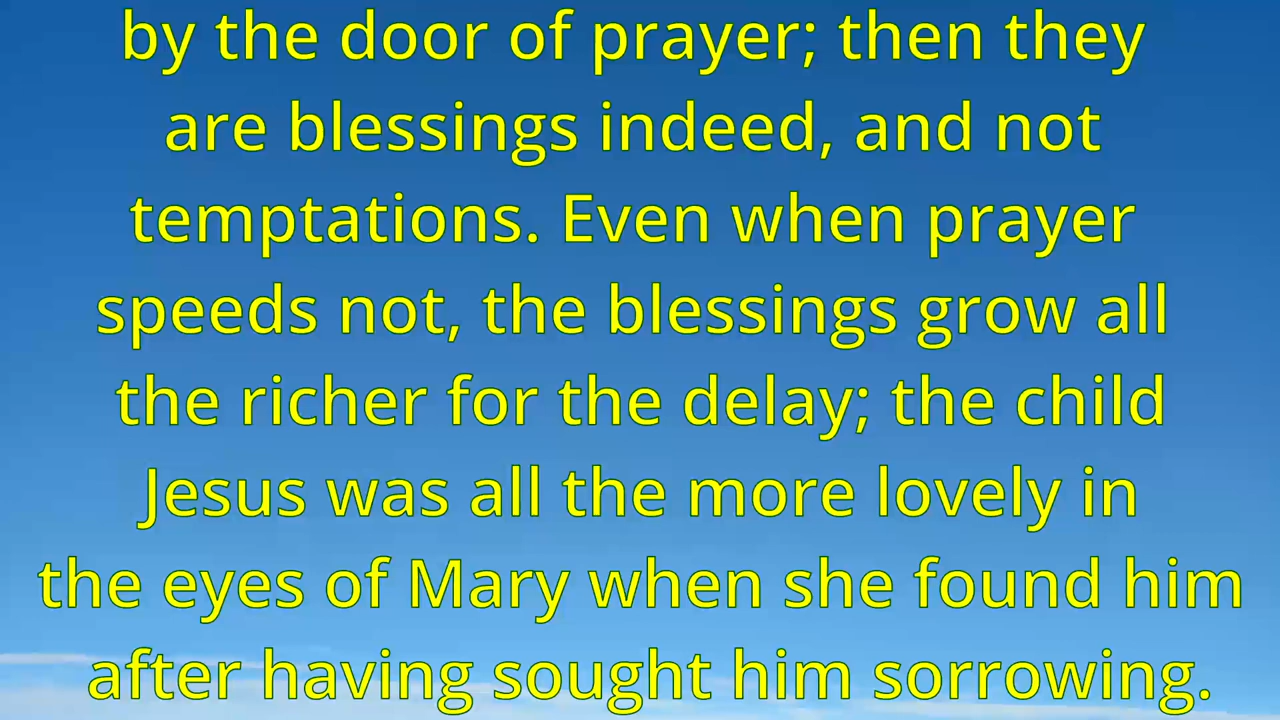 by the door of prayer; then they
are blessings indeed, and not
temptations. Even when prayer
speeds not, the blessings grow all
the richer for the delay; the child
Jesus was all the more lovely in
the eyes of Mary when she found him
after having sought him sorrowing.